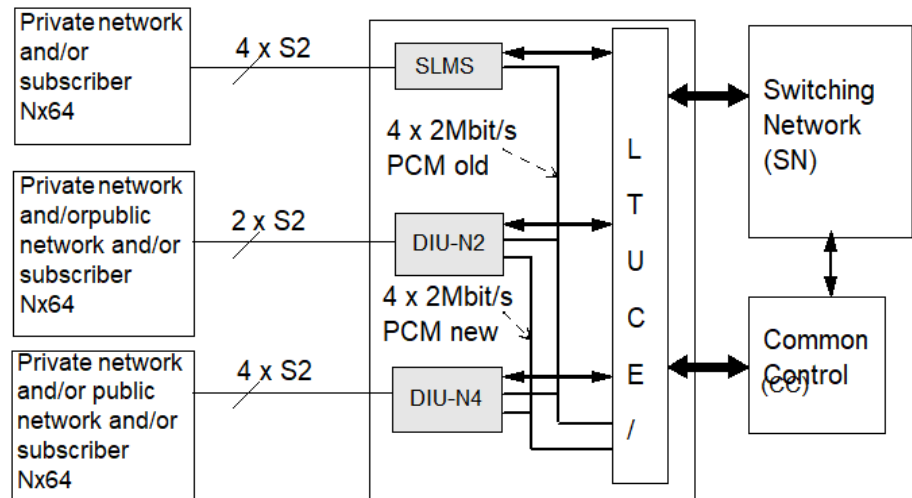 Private network
and/or
subscriber
Nx64
4 x S2
SLMS
4 x 2Mbit/s
PCM old
Private network
and/orpublic
network and/or
subscriber
Nx64
2 x S2
DIU-N2
4 x 2Mbit/s
PCM new
Private network
and/or public
network and/or
subscriber
Nx64
4 x S2
DIU-N4
L
T
U
C
E
/
Switching
Network
(SN)
Common
Control
(CC)